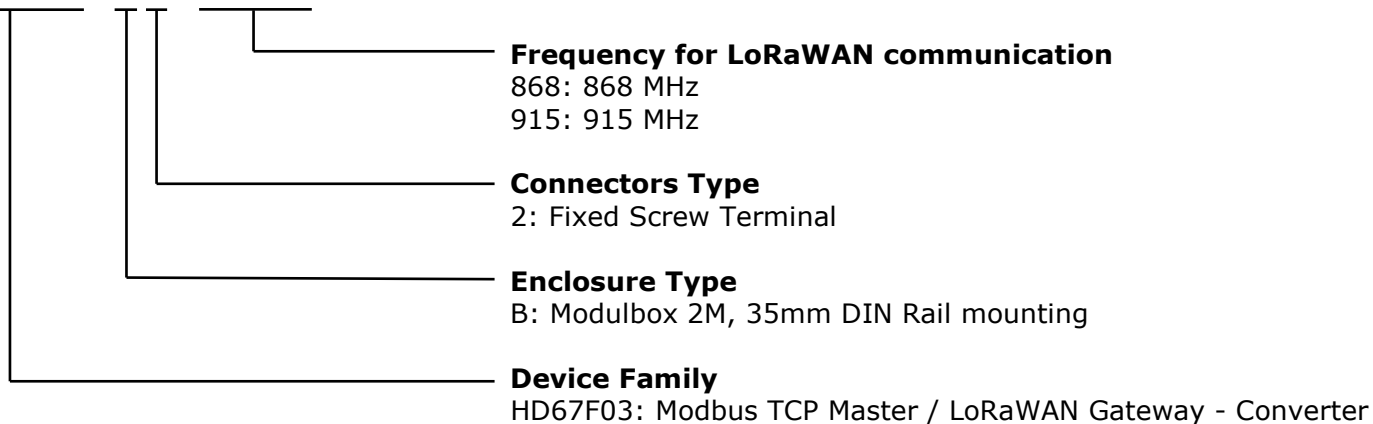 Frequency for LoRaWAN communication
868: 868 MHz
915: 915 MHz
Connectors Type
2: Fixed Screw Terminal
Enclosure Type
B: Modulbox 2M, 35mm DIN Rail mounting
Device Family
HD67F03: Modbus TCP Master / LoRaWAN Gateway - Converter